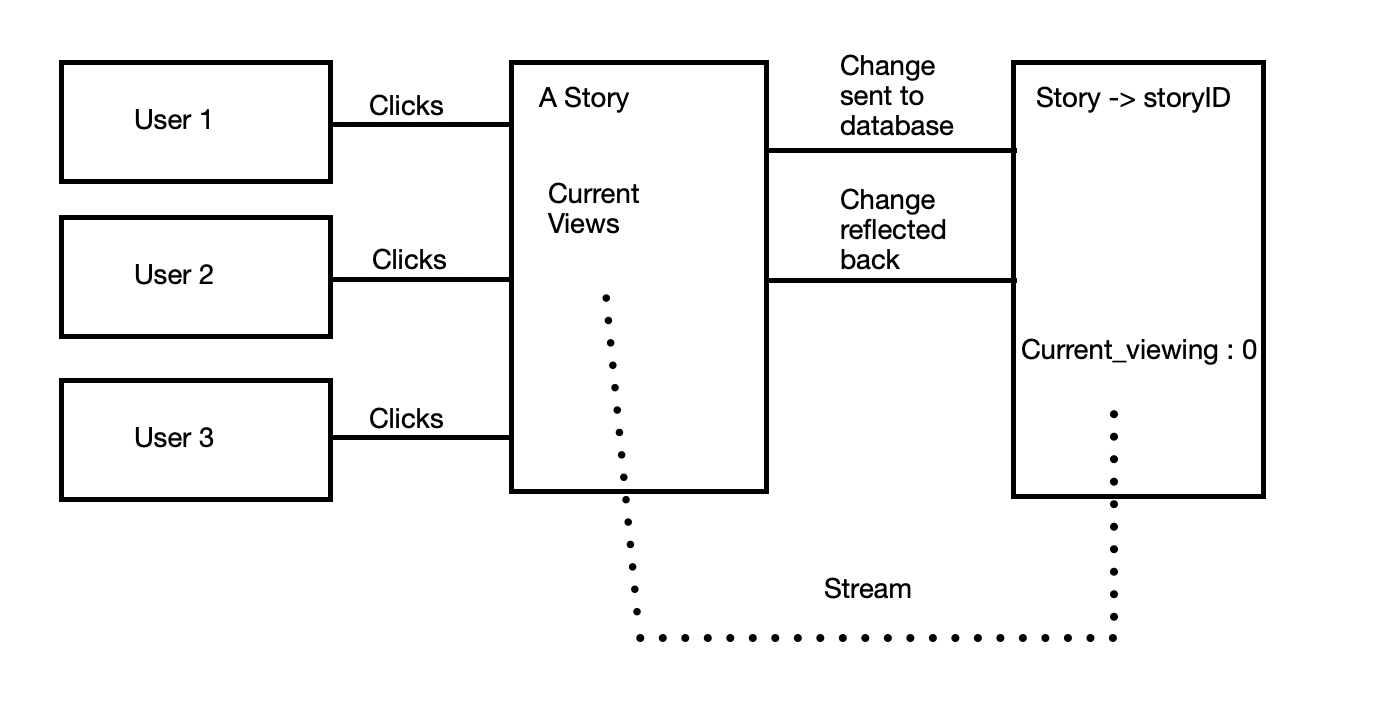 User 1
Clicks
User 2
Clicks
User 3
Clicks
A Story
Current
Views
Change
sent to
database
Change
reflected
back
Story -> storyID
Current_viewing : 0
Stream